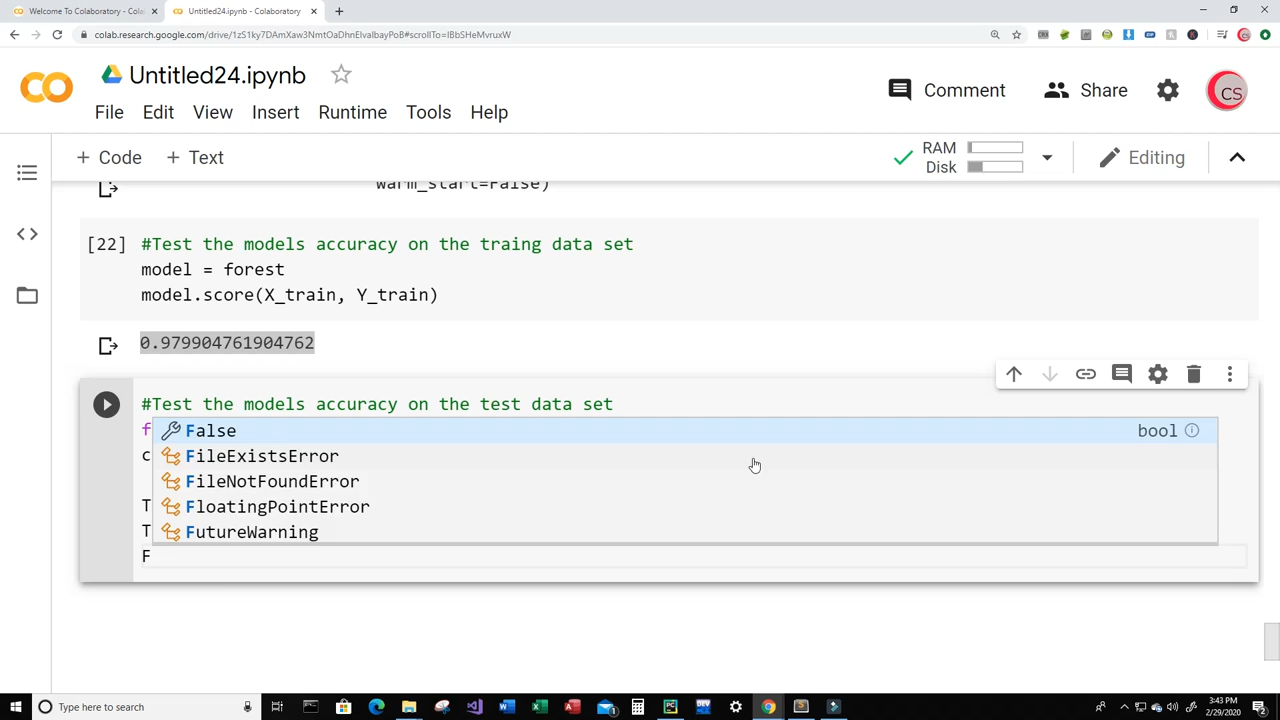 Welcome To Colaboratory - Cola
Untitled24.ipynb - Colaboratory
colab.research.google.com/drive/1zS1ky7DAmXaw3NmtOaDhnElvalbayPoB#scrollTo=lBbSHeMvruxW
Untitled24.ipynb
Comment
Share
CS
File Edit View Insert Runtime Tools Help
+ Code + Text
RAM
Disk
Editing
warm_start=False)
[22] #Test the models accuracy on the traing data set
model = forest
model.score(X_train, Y_train)
0.979904761904762
#Test the models accuracy on the test data set
f
False bool
c
FileExistsError
FileNotFoundError
T
FloatingPointError
T
FutureWarning
F
Type here to search
3:43 PM
2/29/2020